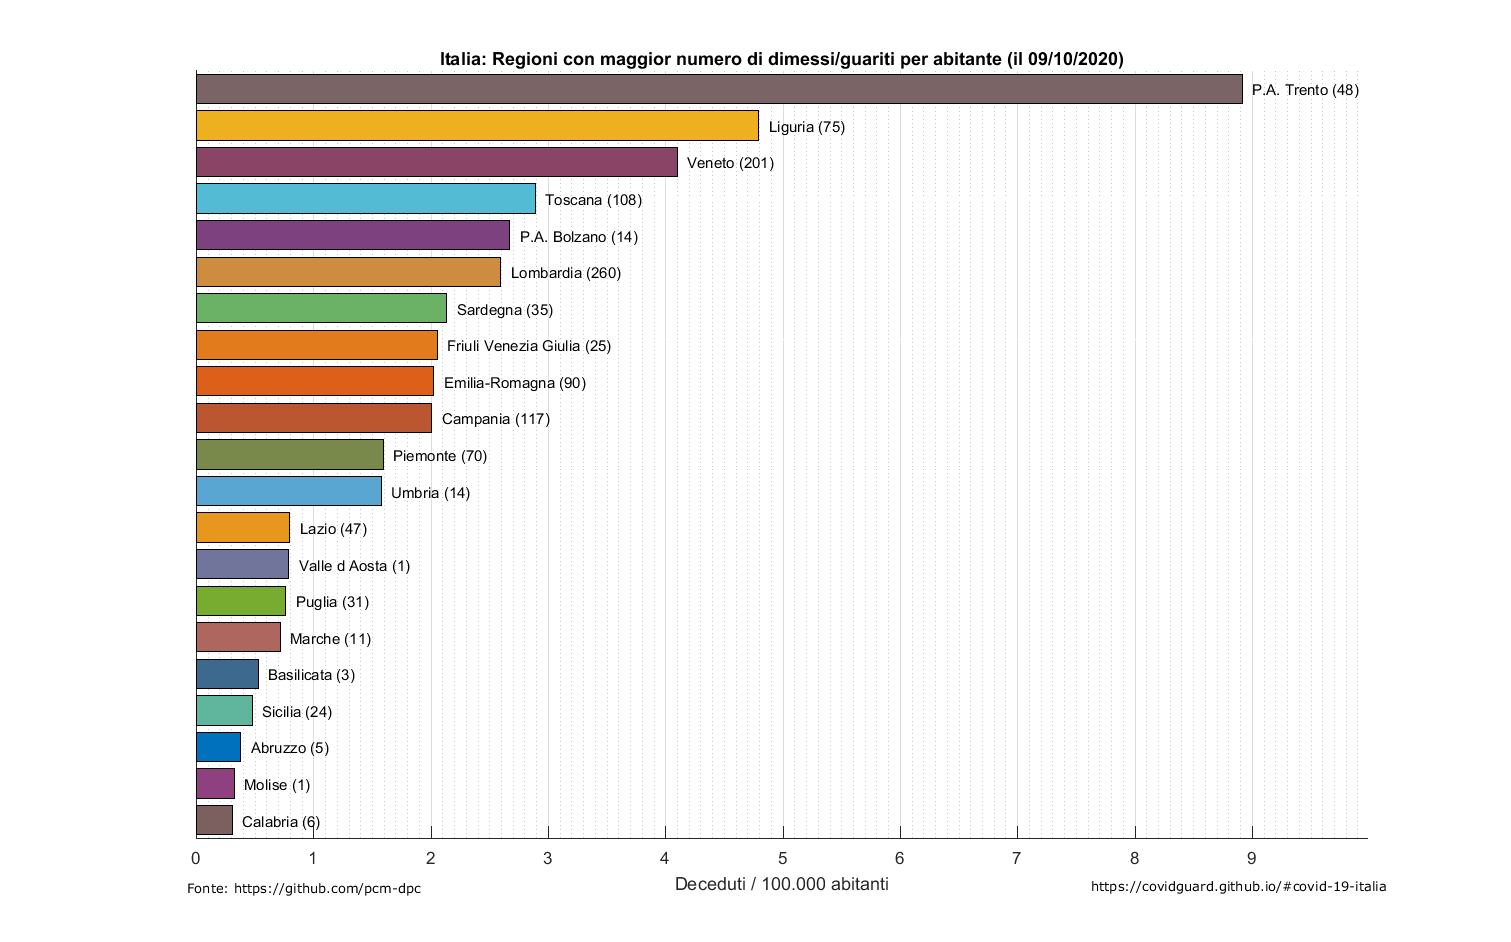 Italia: Regioni con maggior numero di dimessi/guariti per abitante (il 09/10/2020)
P.A. Trento (48)
Liguria (75)
Veneto (201)
Toscana (108)
P.A. Bolzano (14)
Lombardia (260)
Sardegna (35)
Friuli Venezia Giulia (25)
Emilia-Romagna (90)
Campania (117)
Piemonte (70)
Umbria (14)
Lazio (47)
Valle d Aosta (1)
Puglia (31)
Marche (11)
Basilicata (3)
Sicilia (24)
Abruzzo (5)
Molise (1)
Calabria (6)
0 1 2 3 4 5 6 7 8 9
Deceduti / 100.000 abitanti
Fonte: https://github.com/pcm-dpc
https://covidguard.github.io/#covid-19-italia